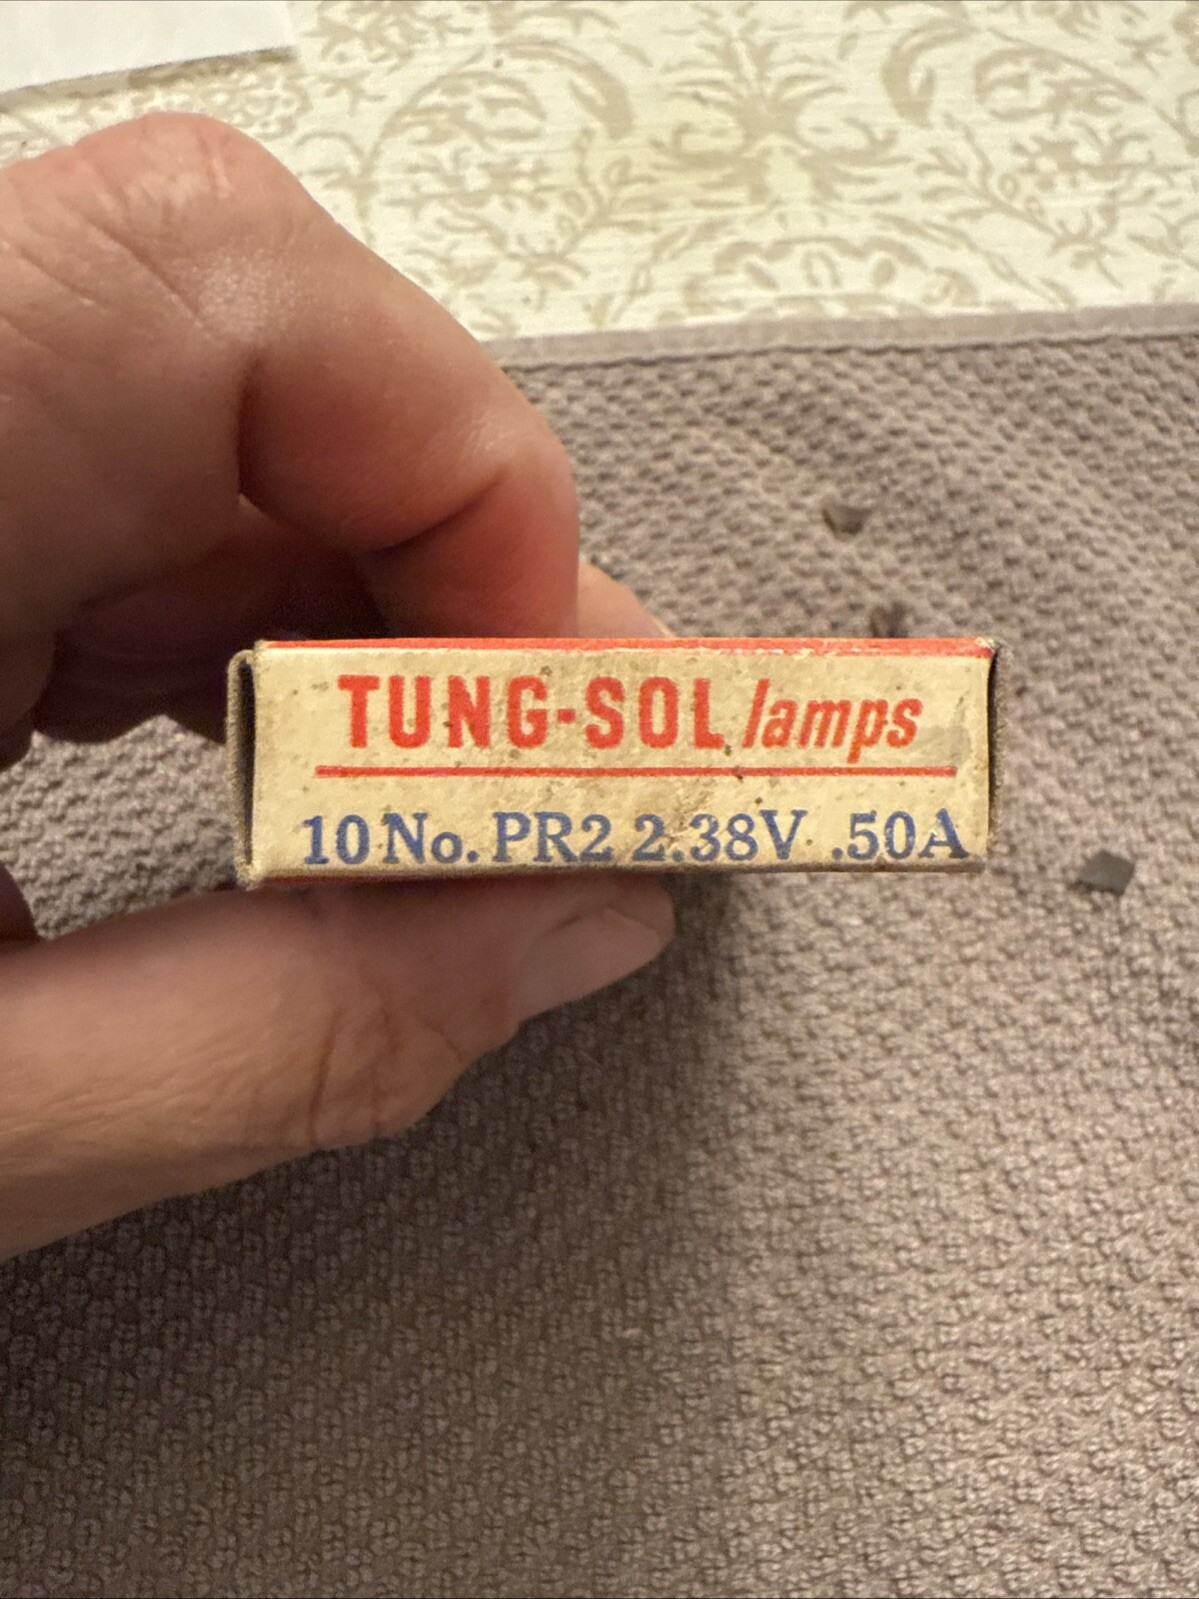 TUNG-SOL lamps
10 No. PR2 2.38V .50A